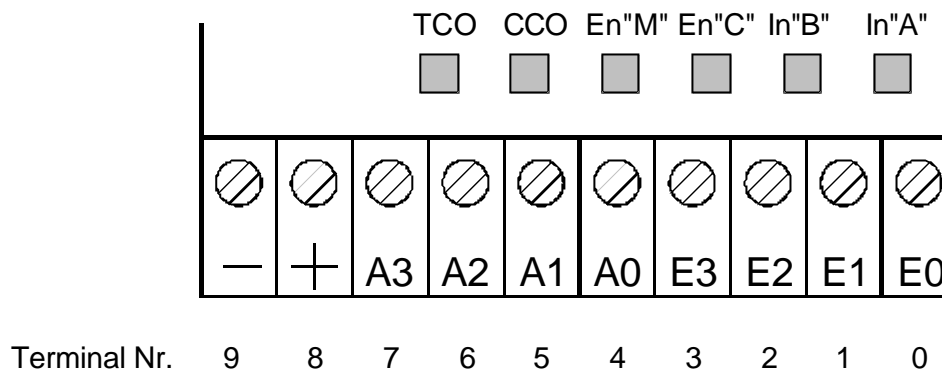 TCO CCO En"M" En"C" In"B" In"A"
— + A3 A2 A1 A0 E3 E2 E1 E0
Terminal Nr. 9 8 7 6 5 4 3 2 1 0